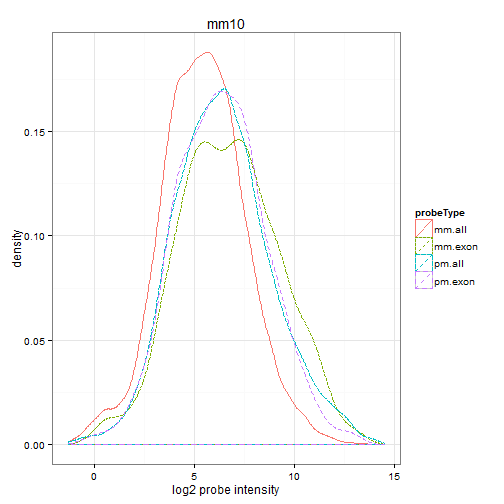 mm10
0.15
0.10
0.05
0.00
density
0
5
10
15
log2 probe intensity
probeType
mm.all
mm.exon
pm.all
pm.exon